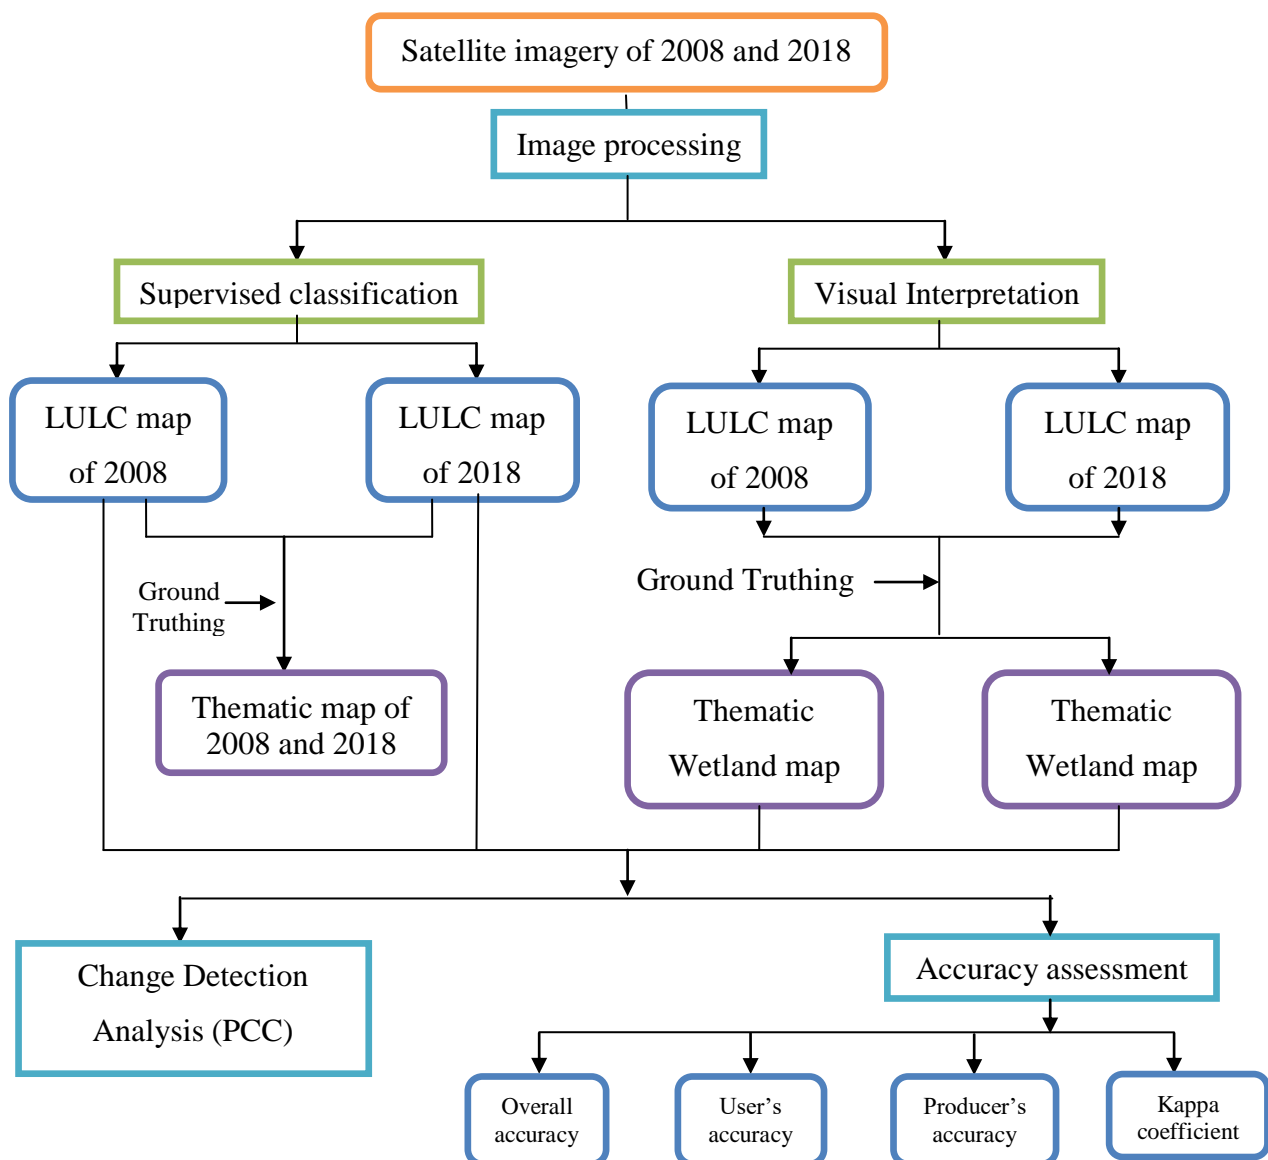 Satellite imagery of 2008 and 2018
Image processing
Supervised classification
Visual Interpretation
LULC map
of 2008
LULC map
of 2018
LULC map
of 2008
LULC map
of 2018
Ground
Truthing
Ground Truthing
Thematic map of
2008 and 2018
Thematic
Wetland map
Thematic
Wetland map
Change Detection
Analysis (PCC)
Accuracy assessment
Overall
accuracy
User’s
accuracy
Producer’s
accuracy
Kappa
coefficient